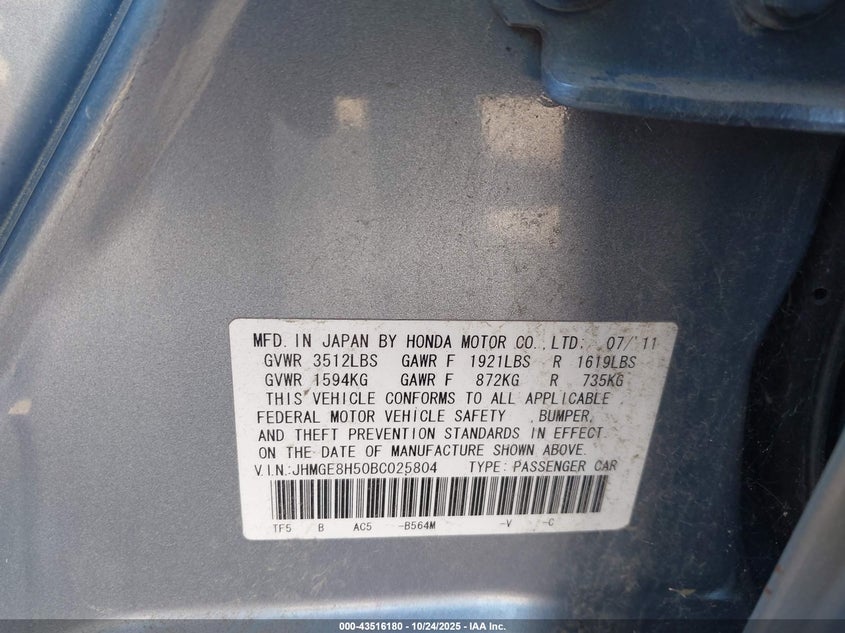 MFD. IN JAPAN BY HONDA MOTOR CO.,LTD. 07/'11
GVWR 3512LBS GAWR F 1921LBS R 1619LBS
GVWR 1594KG GAWR F 872KG R 735KG
THIS VEHICLE CONFORMS TO ALL APPLICABLE
FEDERAL MOTOR VEHICLE SAFETY , BUMPER,
AND THEFT PREVENTION STANDARDS IN EFFECT
ON THE DATE OF MANUFACTURE SHOWN ABOVE.
V.I.N.:JHMGE8H50BC025804 TYPE: PASSENGER CAR
TF5 B AC5 -B564M -V -C
000-43516180 - 10/24/2025 - IAA Inc.